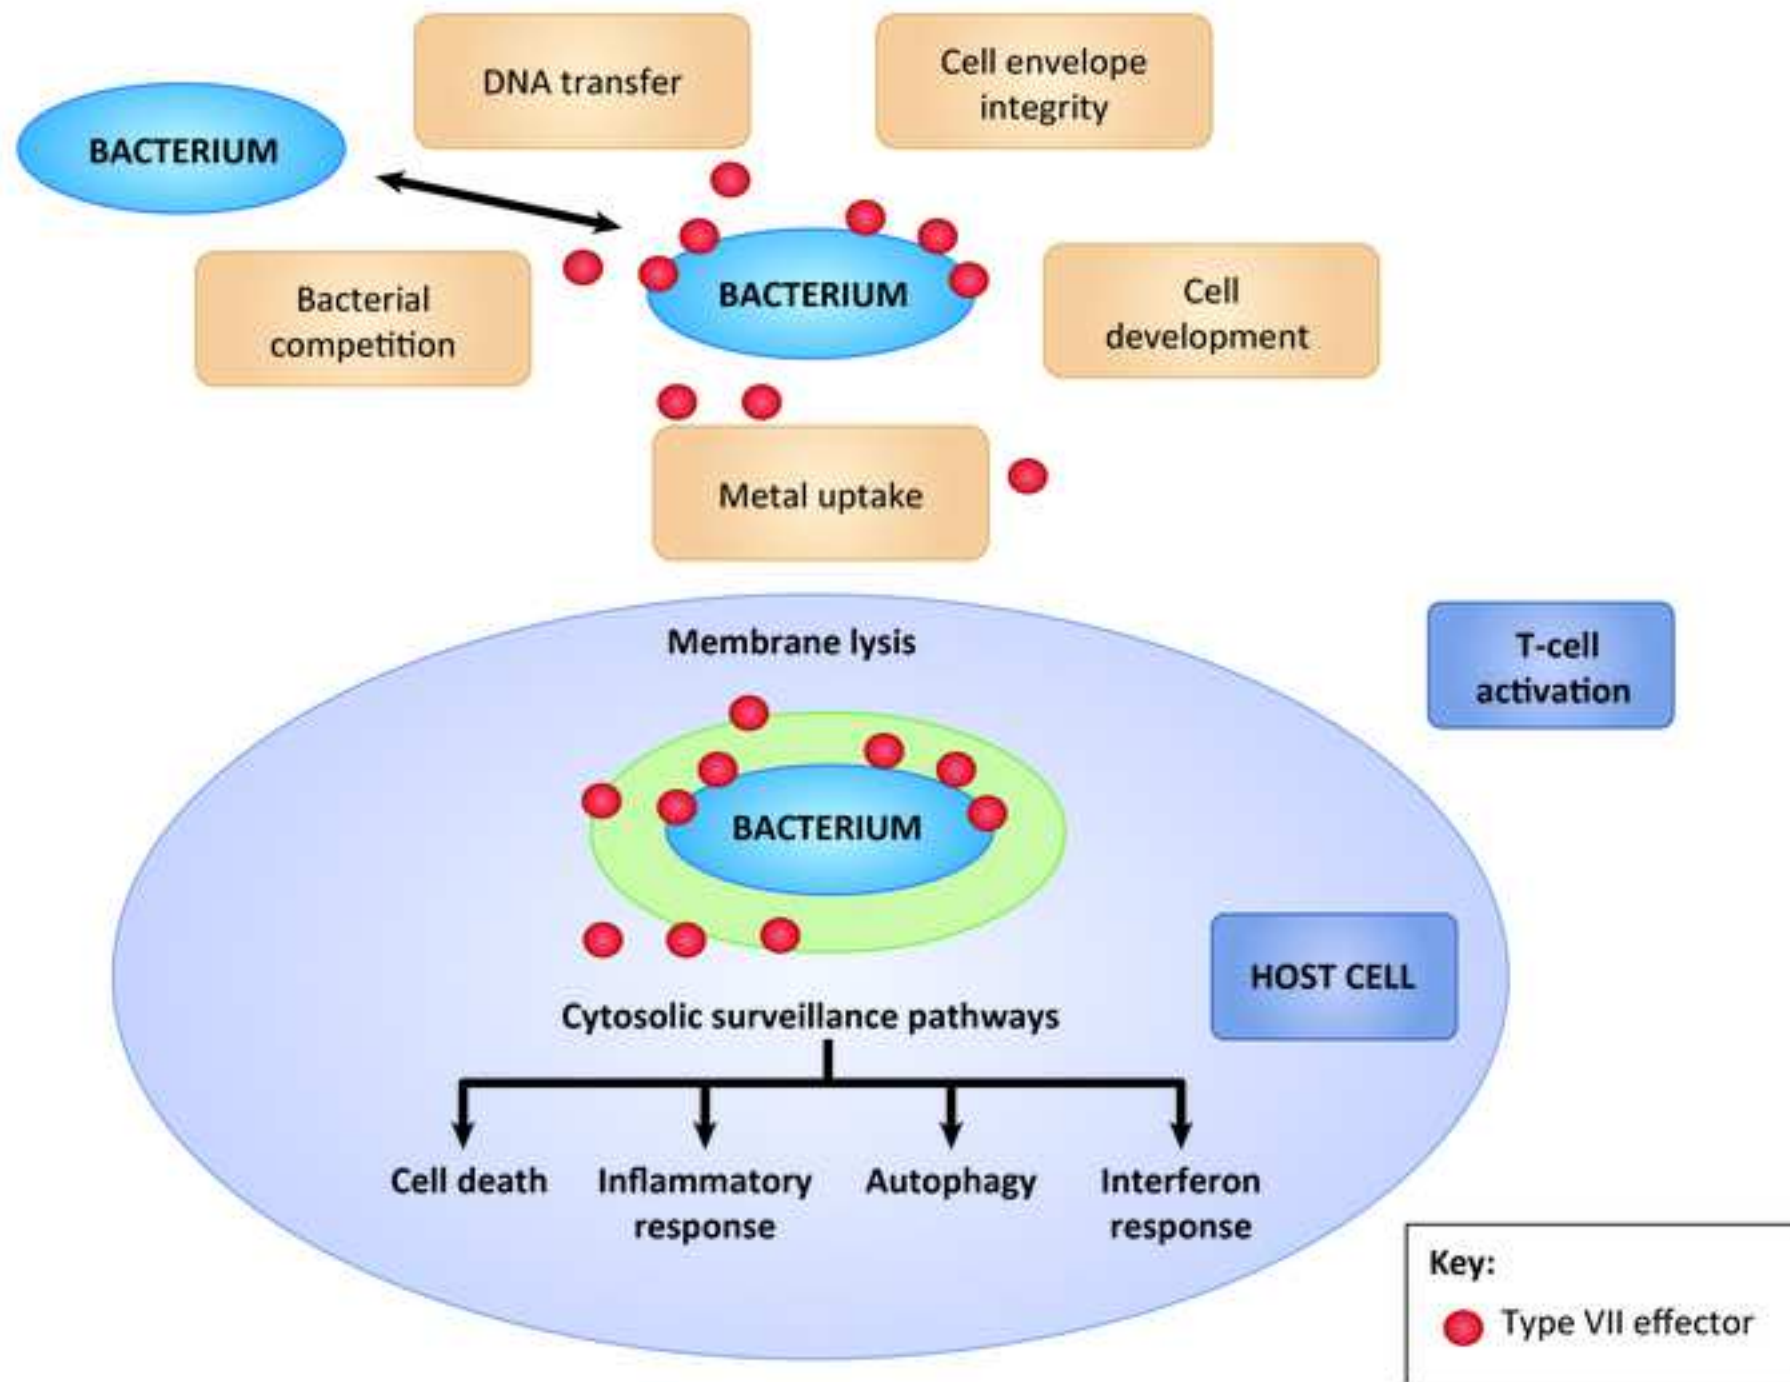 DNA transfer
Cell envelope
integrity
BACTERIUM
Bacterial
competition
BACTERIUM
Cell
development
Metal uptake
Membrane lysis
T-cell
activation
BACTERIUM
HOST CELL
Cytosolic surveillance pathways
Cell death
Inflammatory
response
Autophagy
Interferon
response
Key:
Type VII effector